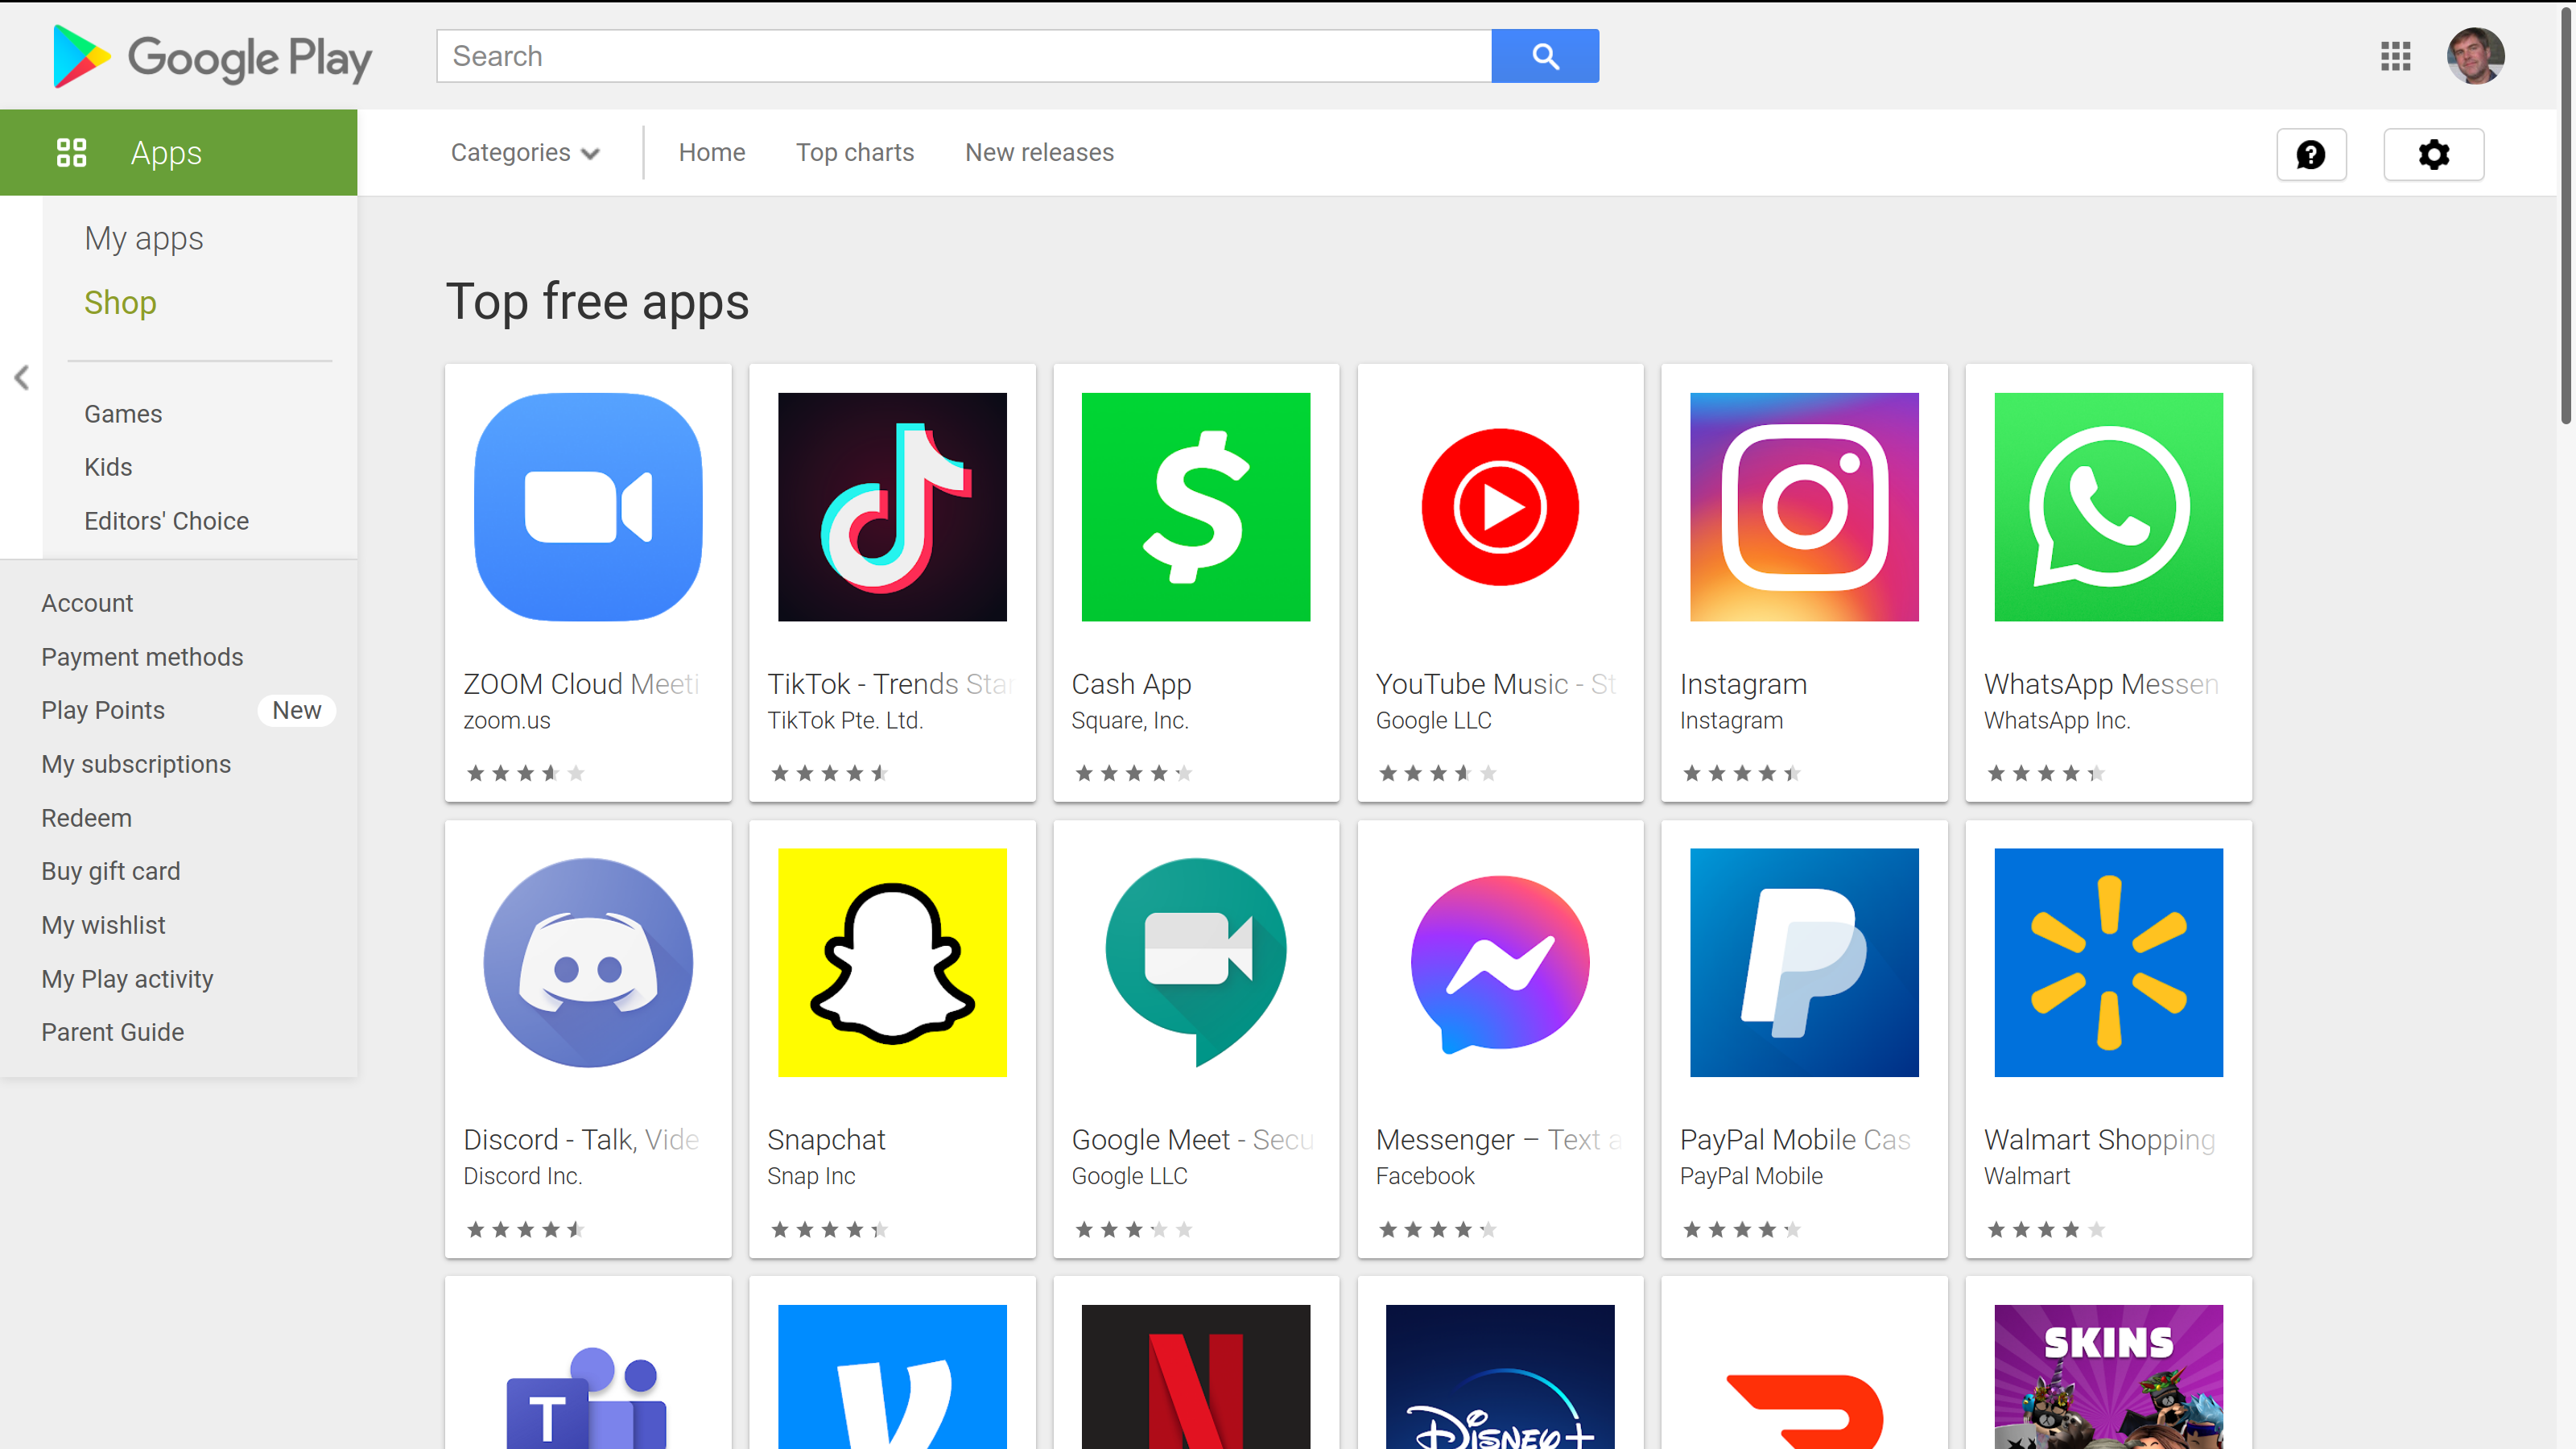 Google Play
Search
Apps
Categories
Home
Top charts
New releases
My apps
Shop
Games
Kids
Editors' Choice
Account
Payment methods
Play Points
New
My subscriptions
Redeem
Buy gift card
My wishlist
My Play activity
Parent Guide
Top free apps
ZOOM Cloud Meeti
zoom.us
TikTok - Trends Star
TikTok Pte. Ltd.
Cash App
Square, Inc.
YouTube Music - St
Google LLC
Instagram
Instagram
WhatsApp Messen
WhatsApp Inc.
Discord - Talk, Vide
Discord Inc.
Snapchat
Snap Inc
Google Meet - Secu
Google LLC
Messenger – Text a
Facebook
PayPal Mobile Cas
PayPal Mobile
Walmart Shopping
Walmart
T
N
Disney+
SKINS